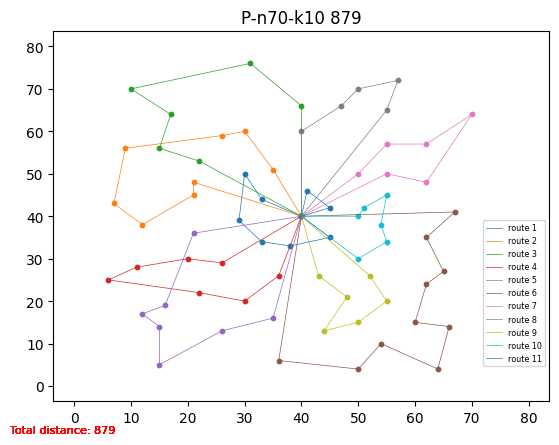 P-n70-k10 879
80
70
60
50
40
30
20
10
0
0 10 20 30 40 50 60 70 80
route 1
route 2
route 3
route 4
route 5
route 6
route 7
route 8
route 9
route 10
route 11
Total distance: 879